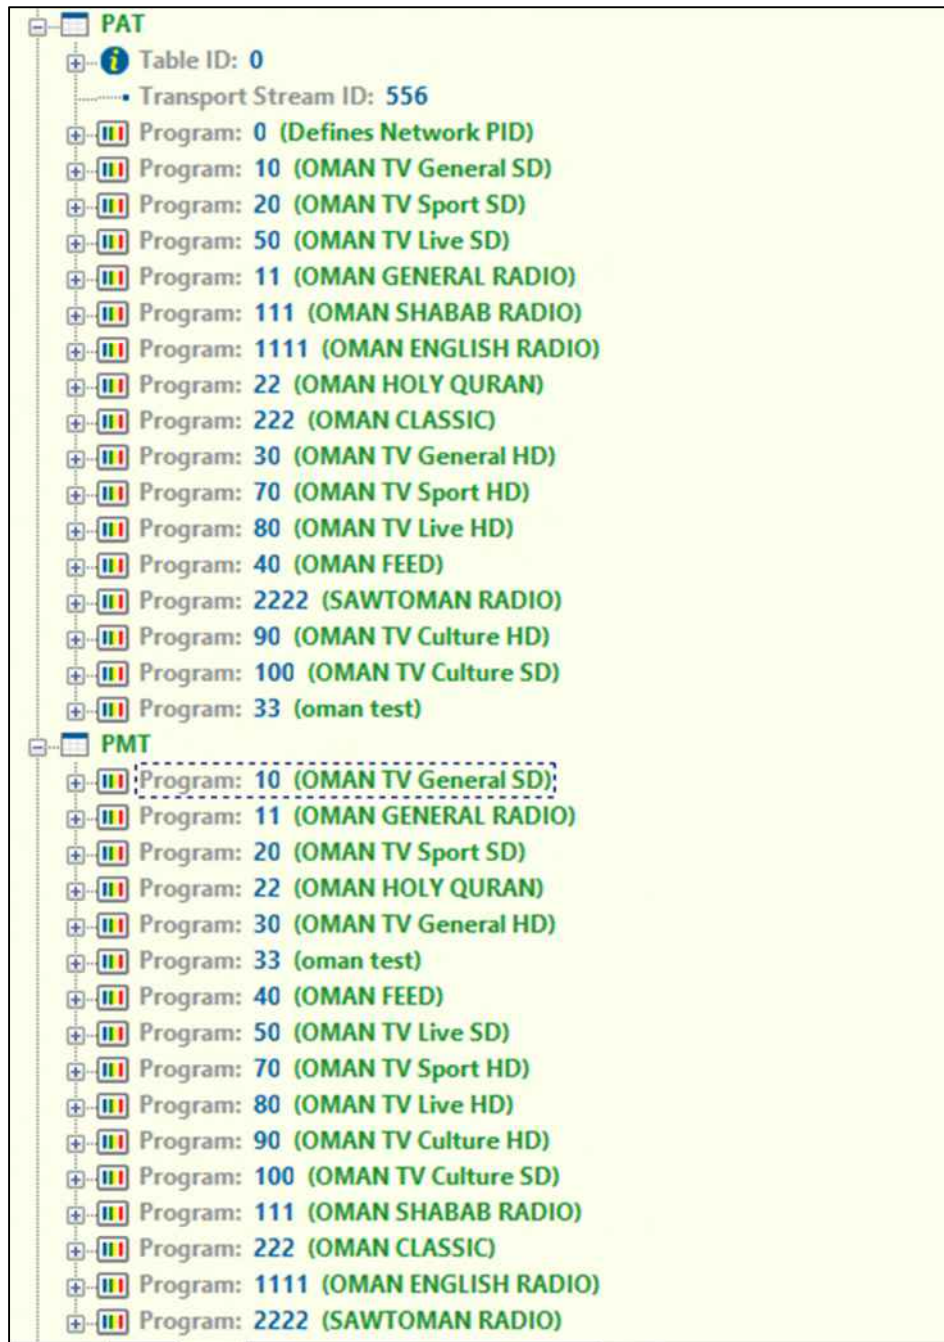 PAT
Table ID: 0
Transport Stream ID: 556
Program: 0 (Defines Network PID)
Program: 10 (OMAN TV General SD)
Program: 20 (OMAN TV Sport SD)
Program: 50 (OMAN TV Live SD)
Program: 11 (OMAN GENERAL RADIO)
Program: 111 (OMAN SHABAB RADIO)
Program: 1111 (OMAN ENGLISH RADIO)
Program: 22 (OMAN HOLY QURAN)
Program: 222 (OMAN CLASSIC)
Program: 30 (OMAN TV General HD)
Program: 70 (OMAN TV Sport HD)
Program: 80 (OMAN TV Live HD)
Program: 40 (OMAN FEED)
Program: 2222 (SAWTOMAN RADIO)
Program: 90 (OMAN TV Culture HD)
Program: 100 (OMAN TV Culture SD)
Program: 33 (oman test)
PMT
Program: 10 (OMAN TV General SD)
Program: 11 (OMAN GENERAL RADIO)
Program: 20 (OMAN TV Sport SD)
Program: 22 (OMAN HOLY QURAN)
Program: 30 (OMAN TV General HD)
Program: 33 (oman test)
Program: 40 (OMAN FEED)
Program: 50 (OMAN TV Live SD)
Program: 70 (OMAN TV Sport HD)
Program: 80 (OMAN TV Live HD)
Program: 90 (OMAN TV Culture HD)
Program: 100 (OMAN TV Culture SD)
Program: 111 (OMAN SHABAB RADIO)
Program: 222 (OMAN CLASSIC)
Program: 1111 (OMAN ENGLISH RADIO)
Program: 2222 (SAWTOMAN RADIO)